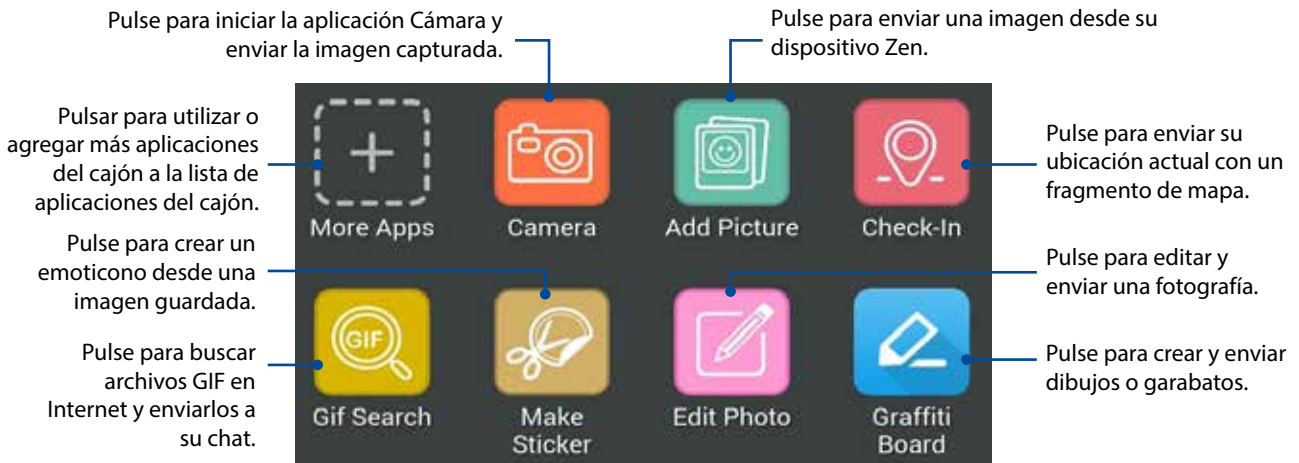 Pulse para iniciar la aplicación Cámara y
enviar la imagen capturada.
Pulse para enviar una imagen desde su
dispositivo Zen.
Pulsar para utilizar o
agregar más aplicaciones
del cajón a la lista de
aplicaciones del cajón.
More Apps
Camera
Add Picture
Check-In
Pulse para enviar su
ubicación actual con un
fragmento de mapa.
Pulse para crear un
emoticono desde una
imagen guardada.
Pulse para editar y
enviar una fotografía.
Pulse para buscar
archivos GIF en
Internet y enviarlos a
su chat.
GIF
Gif Search
Make
Sticker
Edit Photo
Graffiti
Board
Pulse para crear y enviar
dibujos o garabatos.